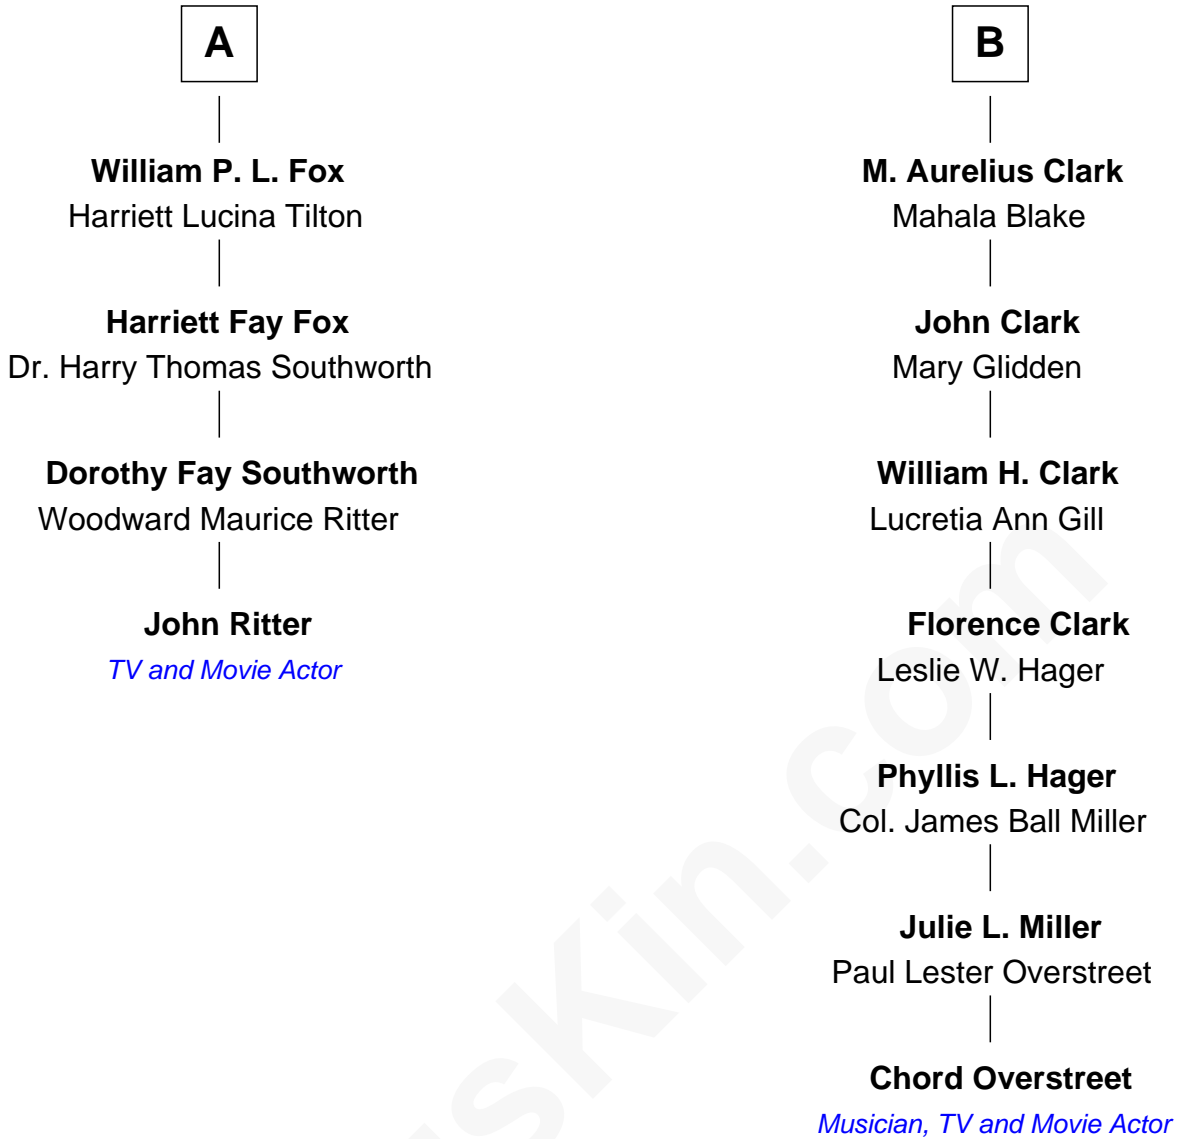 A
William P. L. Fox
Harriett Lucina Tilton
Harriett Fay Fox
Dr. Harry Thomas Southworth
Dorothy Fay Southworth
Woodward Maurice Ritter
John Ritter
TV and Movie Actor
B
M. Aurelius Clark
Mahala Blake
John Clark
Mary Glidden
William H. Clark
Lucretia Ann Gill
Florence Clark
Leslie W. Hager
Phyllis L. Hager
Col. James Ball Miller
Julie L. Miller
Paul Lester Overstreet
Chord Overstreet
Musician, TV and Movie Actor
usKin.com